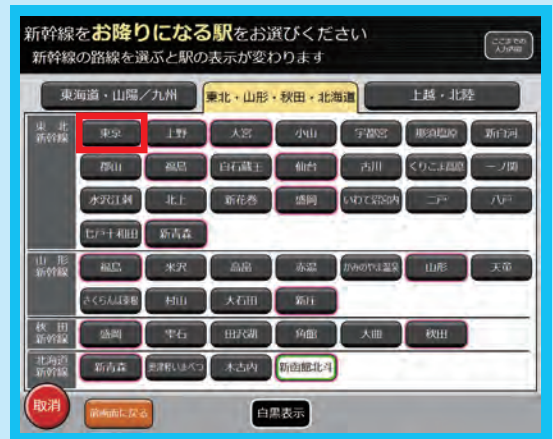 新幹線をお降りになる駅をお選びください
新幹線の路線を選ぶと駅の表示が変わります
ここまでの
入力内容
東海道・山陽/九州
東北・山形・秋田・北海道
上越・北陸
東北
新幹線
東京 上野 大宮 小山 宇都宮 那須塩原 新白河
郡山 福島 白石蔵王 仙台 古川 くりこま高原 一ノ関
水沢江刺 北上 新花巻 盛岡 いわて沼宮内 二戸 八戸
七戸十和田 新青森
山形
新幹線
福島 米沢 高畠 赤湯 かみのやま温泉 山形 天童
さくらんぼ東根 村山 大石田 新庄
秋田
新幹線
盛岡 雫石 田沢湖 角館 大曲 秋田
北海道
新幹線
新青森 奥津軽いまべつ 木古内 新函館北斗
取消
前画面に戻る
白黒表示